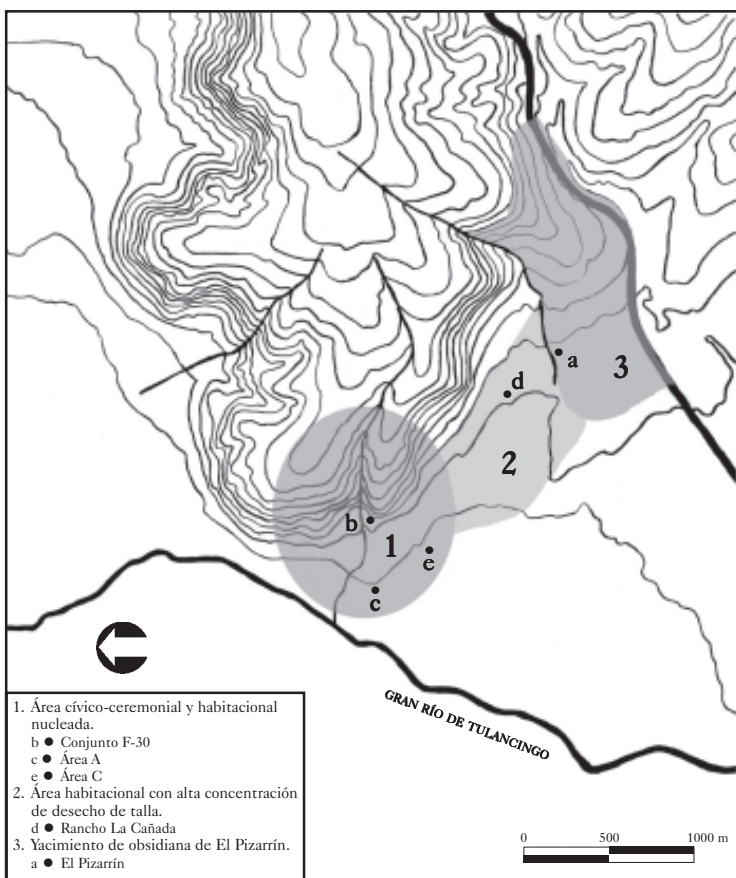 a
3
d
2
b
1
e
c
GRAN RÍO DE TULANCINGO
1. Área cívico-ceremonial y habitacional
nucleada.
b ● Conjunto F-30
c ● Área A
e ● Área C
2. Área habitacional con alta concentración
de desecho de talla.
d ● Rancho La Cañada
3. Yacimiento de obsidiana de El Pizarrín.
a ● El Pizarrín
0 500 1000 m